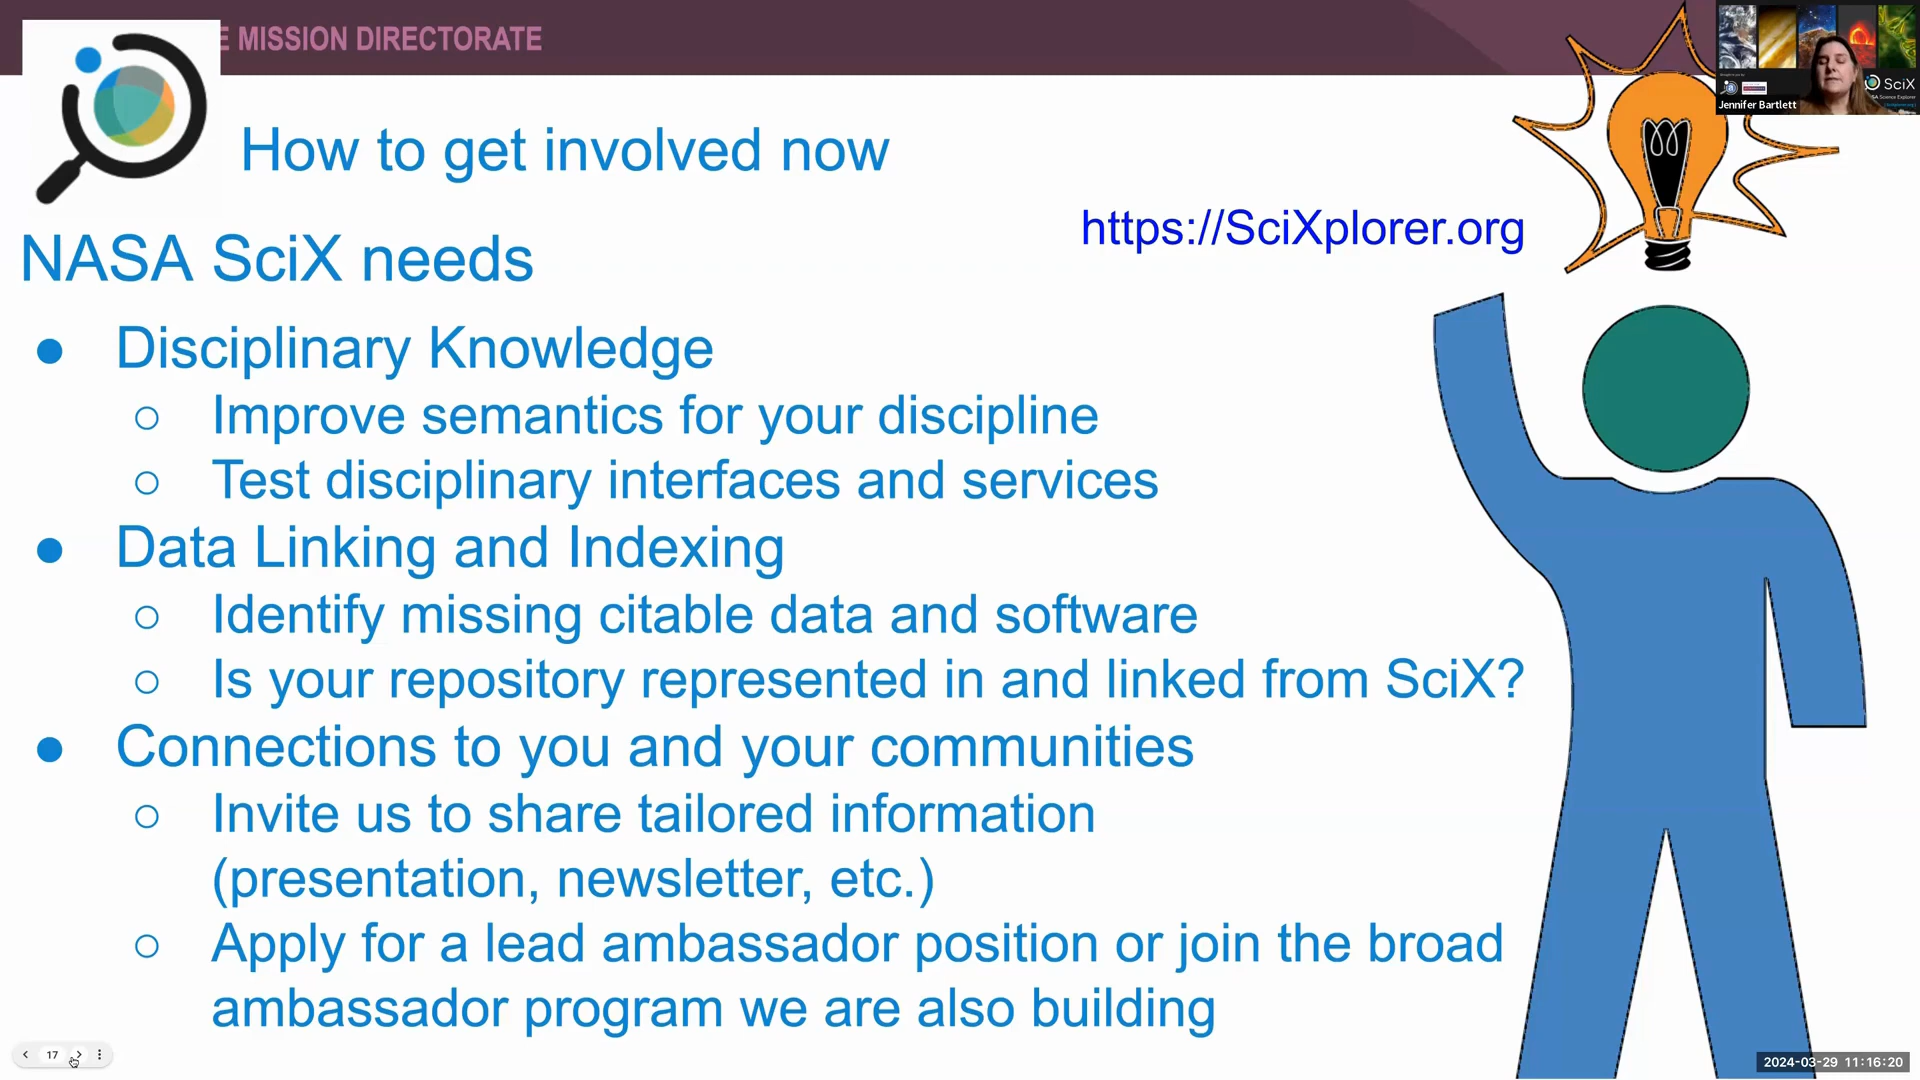 E MISSION DIRECTORATE
Jennifer Bartlett
SciX
How to get involved now
https://SciXplorer.org
NASA SciX needs
● Disciplinary Knowledge
○ Improve semantics for your discipline
○ Test disciplinary interfaces and services
● Data Linking and Indexing
○ Identify missing citable data and software
○ Is your repository represented in and linked from SciX?
● Connections to you and your communities
○ Invite us to share tailored information
(presentation, newsletter, etc.)
○ Apply for a lead ambassador position or join the broad
ambassador program we are also building
17
2024-03-29 11:16:20